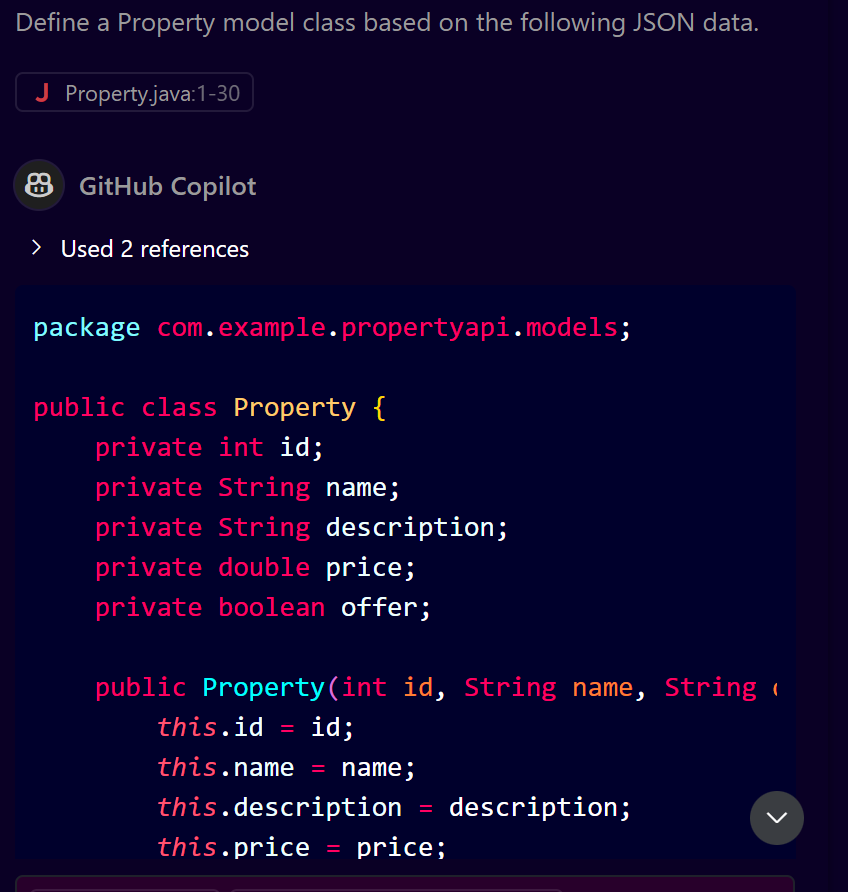 Define a Property model class based on the following JSON data.
J Property.java:1-30
GitHub Copilot
> Used 2 references
package com.example.propertyapi.models;
public class Property {
    private int id;
    private String name;
    private String description;
    private double price;
    private boolean offer;
    public Property(int id, String name, String
        this.id = id;
        this.name = name;
        this.description = description;
        this.price = price;